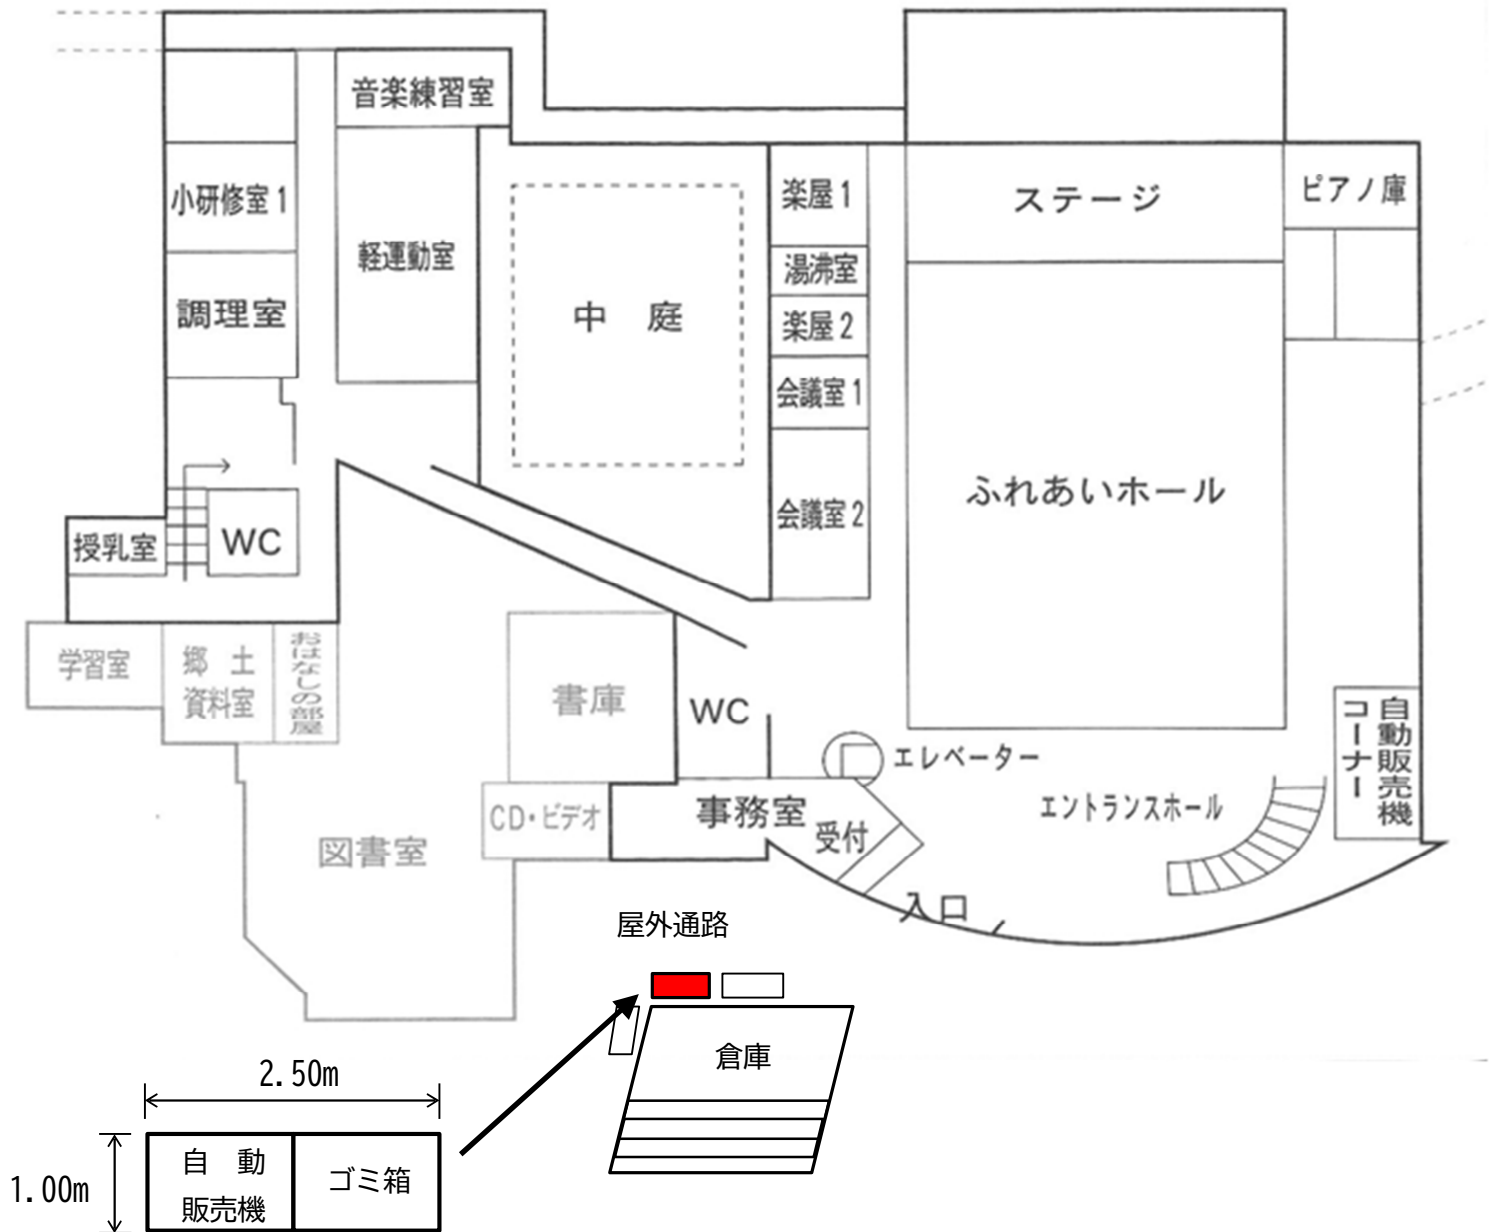 音楽練習室
小研修室 1
軽運動室
調理室
中 庭
楽屋 1
湯沸室
楽屋 2
会議室 1
会議室 2
ステージ
ピアノ庫
ふれあいホール
授乳室
WC
学習室
郷 土
資料室
おはなしの部屋
書庫
WC
エレベーター
自動販売機
コーナー
エントランスホール
CD・ビデオ
事務室
受付
図書室
入口
屋外通路
倉庫
2.50m
1.00m
自 動
販売機
ゴミ箱